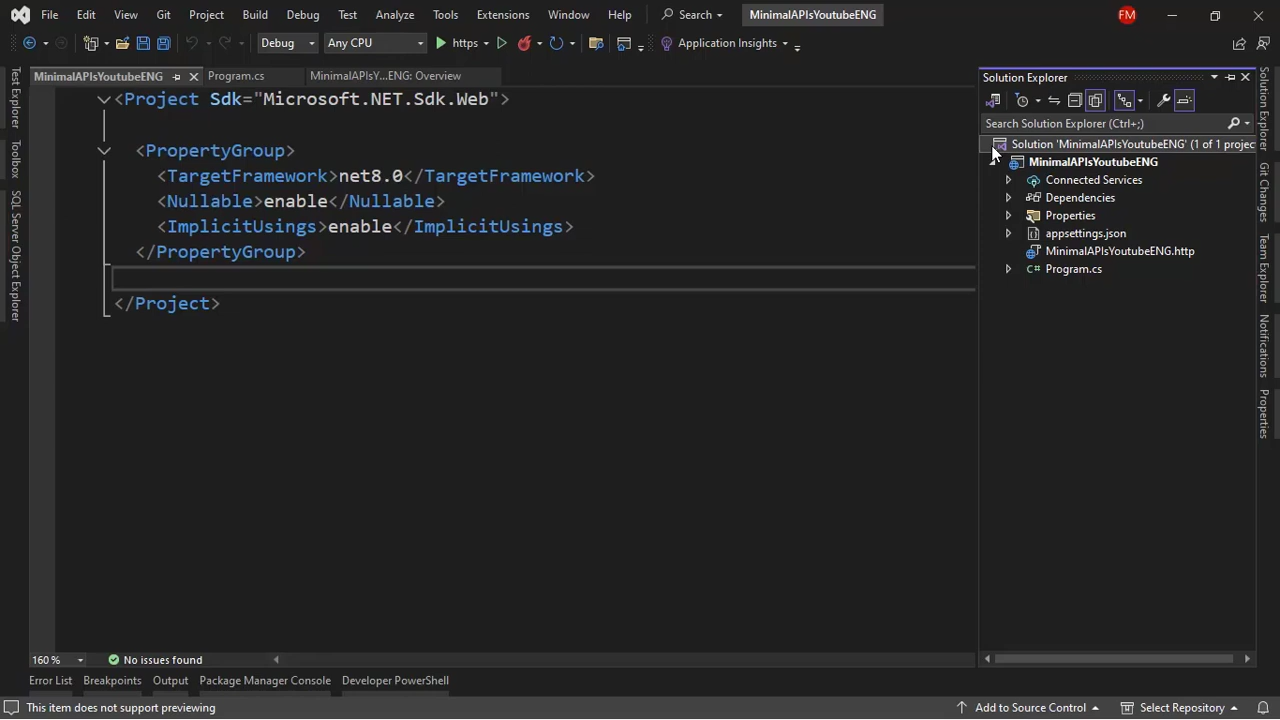 File Edit View Git Project Build Debug Test Analyze Tools Extensions Window Help Search MinimalAPIsYoutubeENG FM
Debug Any CPU https Application Insights
MinimalAPIsYoutubeENG Program.cs MinimalAPIsY...ENG: Overview
<Project Sdk="Microsoft.NET.Sdk.Web">
<PropertyGroup>
<TargetFramework>net8.0</TargetFramework>
<Nullable>enable</Nullable>
<ImplicitUsings>enable</ImplicitUsings>
</PropertyGroup>
</Project>
Test Explorer
Toolbox
SQL Server Object Explorer
Solution Explorer
Search Solution Explorer (Ctrl+;)
Solution 'MinimalAPIsYoutubeENG' (1 of 1 projec
MinimalAPIsYoutubeENG
Connected Services
Dependencies
Properties
appsettings.json
MinimalAPIsYoutubeENG.http
C# Program.cs
Solution Explorer
Git Changes
Team Explorer
Notifications
Properties
160 % No issues found
Error List Breakpoints Output Package Manager Console Developer PowerShell
This item does not support previewing Add to Source Control Select Repository